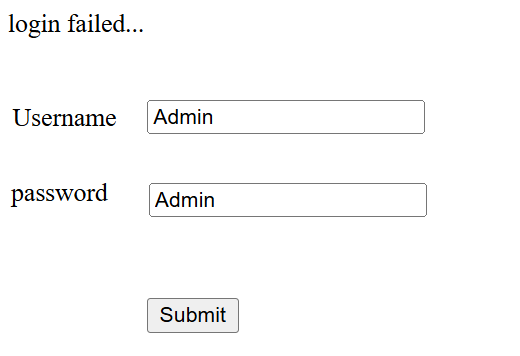 login failed...
Username Admin
password Admin
Submit